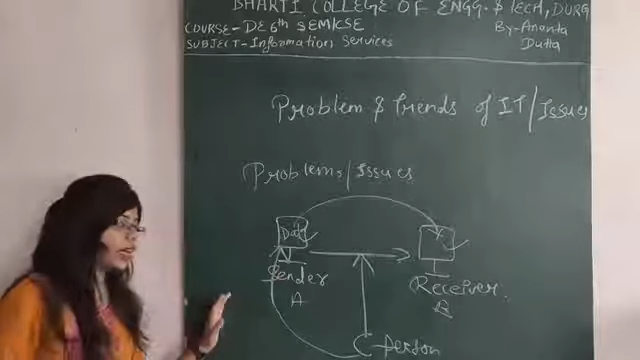 BHARTI COLLEGE OF ENGG. & TECH, DURG
COURSE - DE 6th SEM/CSE
By - Ananta
SUBJECT - Information Services
Dutta
Problem & Trends of IT/Issues
Problems/Issues
Data
Sender
A
Receiver
B
C - person